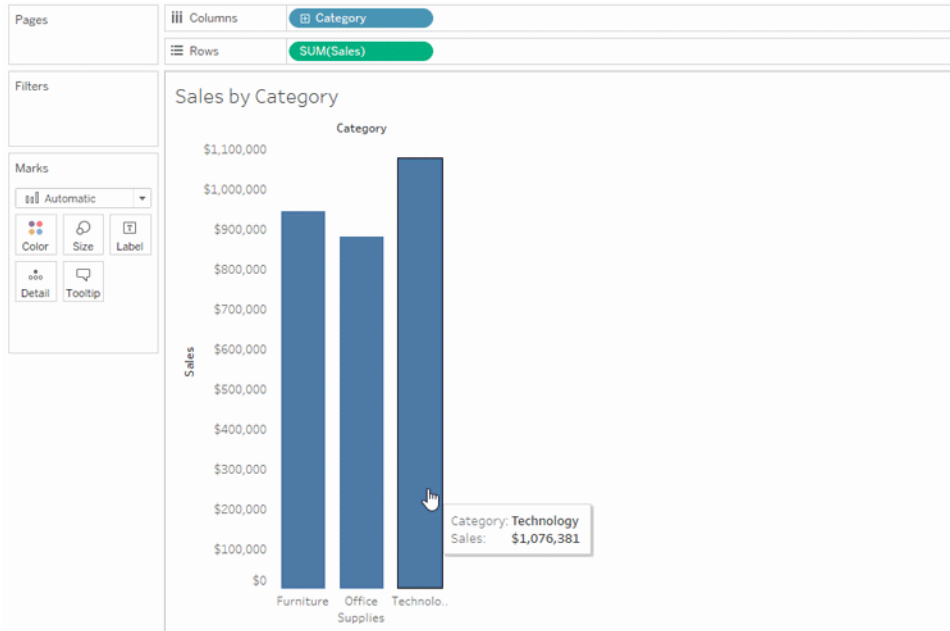 Pages
Columns
Category
Rows
SUM(Sales)
Filters
Marks
Automatic
Color
Size
Label
Detail
Tooltip
Sales by Category
Category
$1,100,000
$1,000,000
$900,000
$800,000
$700,000
$600,000
$500,000
$400,000
$300,000
$200,000
$100,000
$0
Sales
Furniture
Office
Supplies
Technolo..
Category: Technology
Sales: $1,076,381